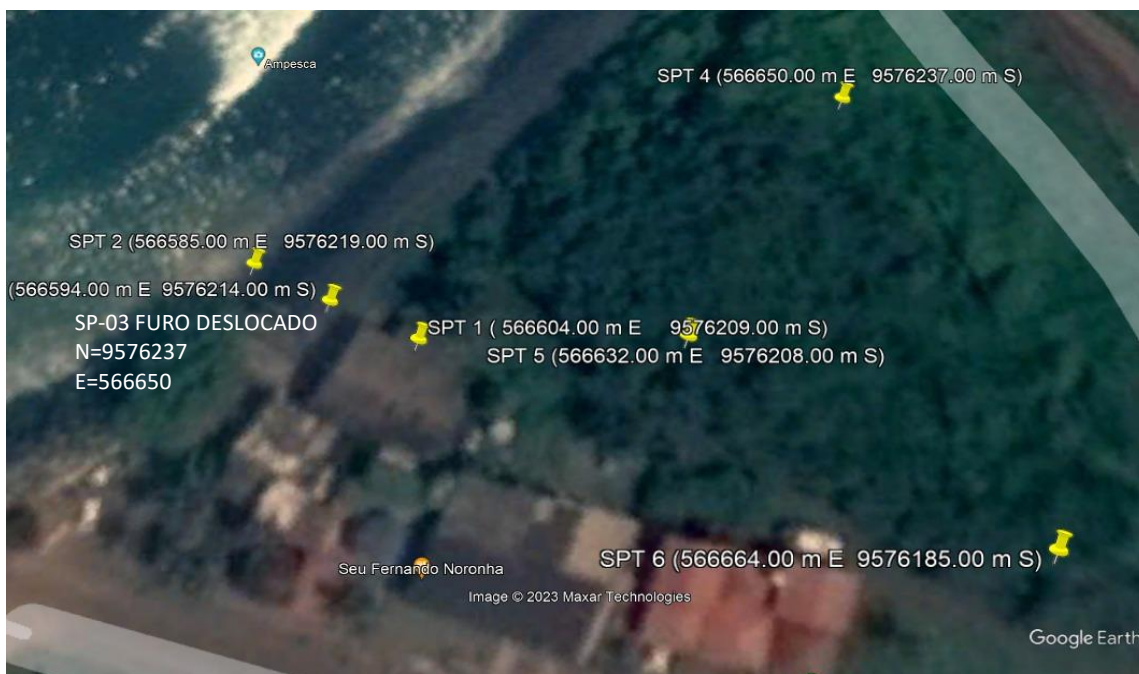 Ampesca
SPT 4 (566650.00 m E 9576237.00 m S)
SPT 2 (566585.00 m E 9576219.00 m S)
(566594.00 m E 9576214.00 m S)
SP-03 FURO DESLOCADO
N=9576237
E=566650
SPT 1 ( 566604.00 m E 9576209.00 m S)
SPT 5 (566632.00 m E 9576208.00 m S)
SPT 6 (566664.00 m E 9576185.00 m S)
Seu Fernando Noronha
Image © 2023 Maxar Technologies
Google Earth